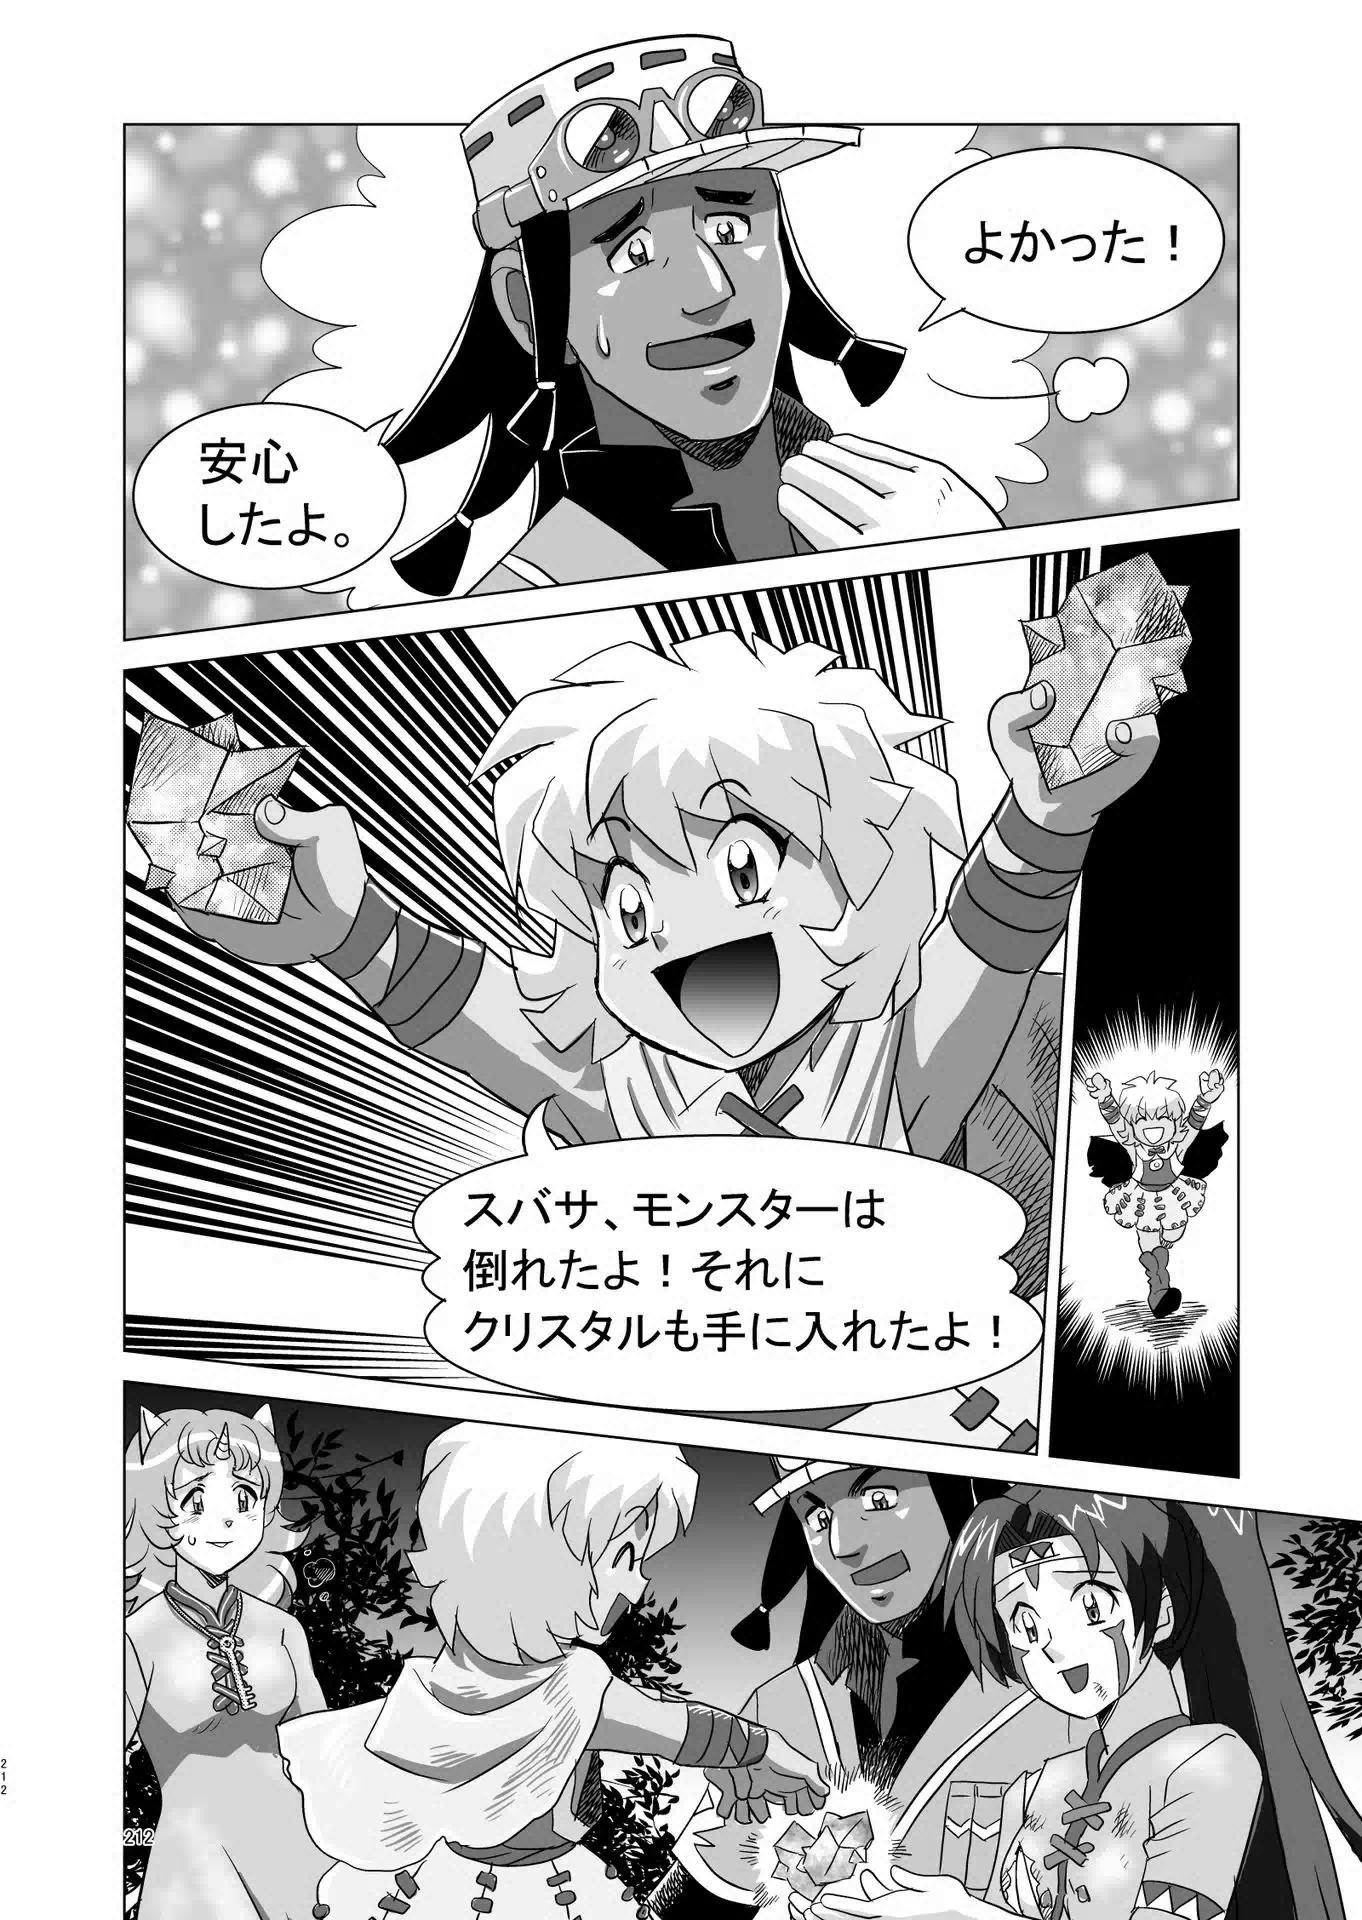 よかった！
安心
したよ。
スバサ、モンスターは
倒れたよ！それに
クリスタルも手に入れたよ！
212
212